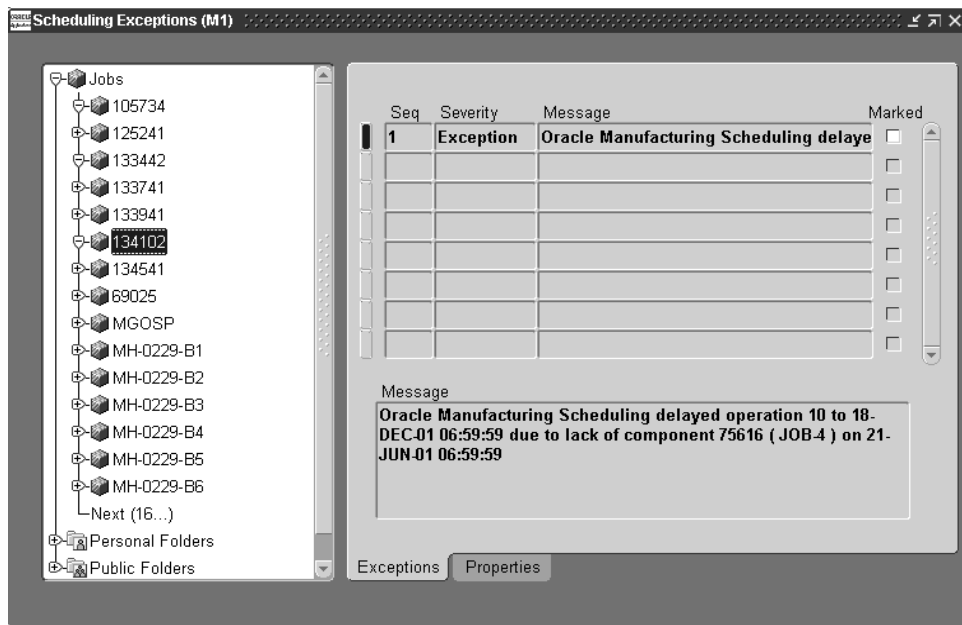 Scheduling Exceptions (M1)
Jobs
105734
125241
133442
133741
133941
134102
134541
69025
MGOSP
MH-0229-B1
MH-0229-B2
MH-0229-B3
MH-0229-B4
MH-0229-B5
MH-0229-B6
Next (16...)
Personal Folders
Public Folders
Seq Severity Message Marked
1 Exception Oracle Manufacturing Scheduling delaye
Message
Oracle Manufacturing Scheduling delayed operation 10 to 18-
DEC-01 06:59:59 due to lack of component 75616 ( JOB-4 ) on 21-
JUN-01 06:59:59
Exceptions Properties